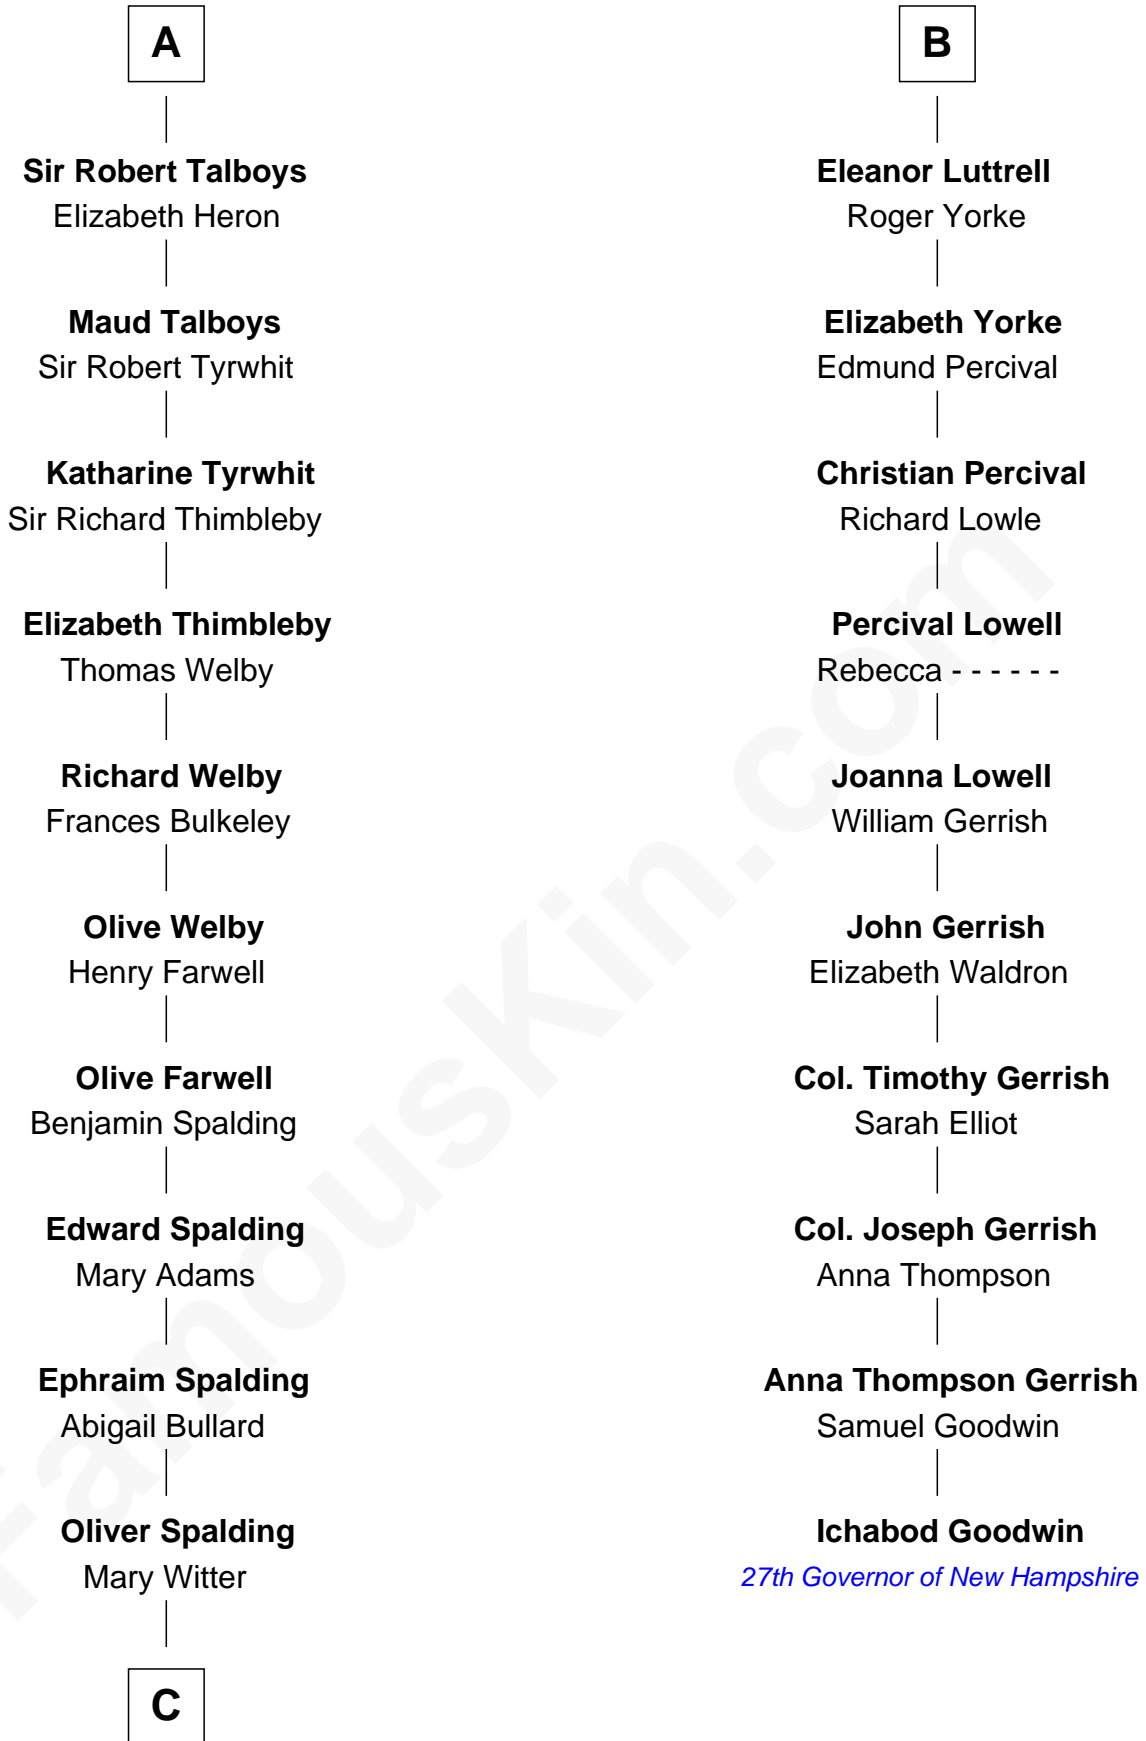 A
Sir Robert Talboys
Elizabeth Heron
Maud Talboys
Sir Robert Tyrwhit
Katharine Tyrwhit
Sir Richard Thimbleby
Elizabeth Thimbleby
Thomas Welby
Richard Welby
Frances Bulkeley
Olive Welby
Henry Farwell
Olive Farwell
Benjamin Spalding
Edward Spalding
Mary Adams
Ephraim Spalding
Abigail Bullard
Oliver Spalding
Mary Witter
C
B
Eleanor Luttrell
Roger Yorke
Elizabeth Yorke
Edmund Percival
Christian Percival
Richard Lowle
Percival Lowell
Rebecca - - - - - -
Joanna Lowell
William Gerrish
John Gerrish
Elizabeth Waldron
Col. Timothy Gerrish
Sarah Elliot
Col. Joseph Gerrish
Anna Thompson
Anna Thompson Gerrish
Samuel Goodwin
Ichabod Goodwin
27th Governor of New Hampshire
FamousKin.com